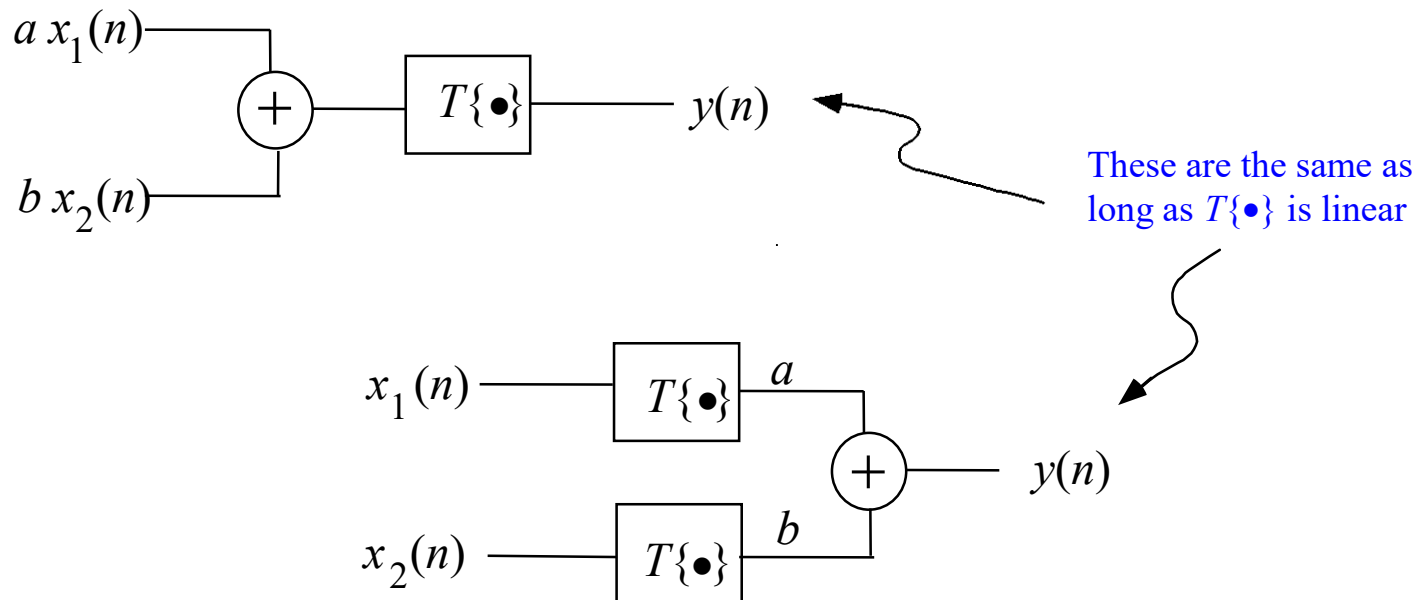 a x₁(n)
+
T{•}
y(n)
b x₂(n)
These are the same as
long as T{•} is linear
x₁(n)
T{•}
a
+
y(n)
x₂(n)
T{•}
b